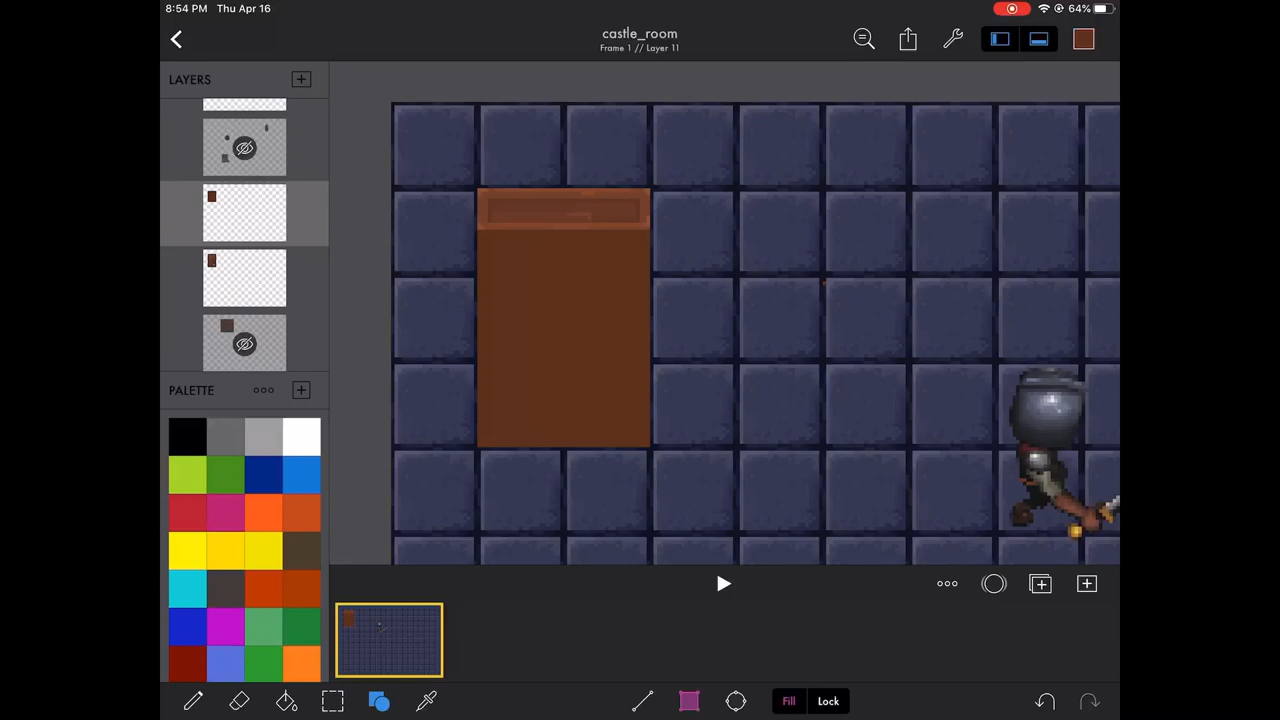 8:54 PM Thu Apr 16
64%
castle_room
Frame 1 // Layer 11
LAYERS
PALETTE
Fill
Lock